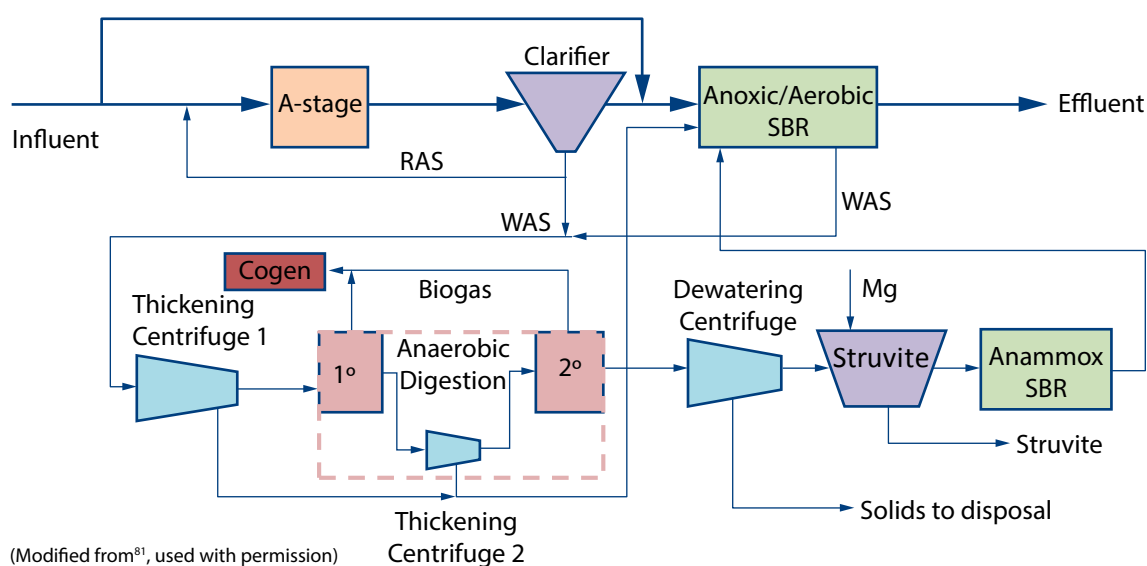 Clarifier
A-stage
Anoxic/Aerobic
SBR
Effluent
Influent
RAS
WAS
WAS
Cogen
Biogas
Thickening
Centrifuge 1
Dewatering
Centrifuge
Mg
1º
Anaerobic
Digestion
2º
Struvite
Anammox
SBR
Struvite
Solids to disposal
Thickening
Centrifuge 2
(Modified from⁸¹, used with permission)